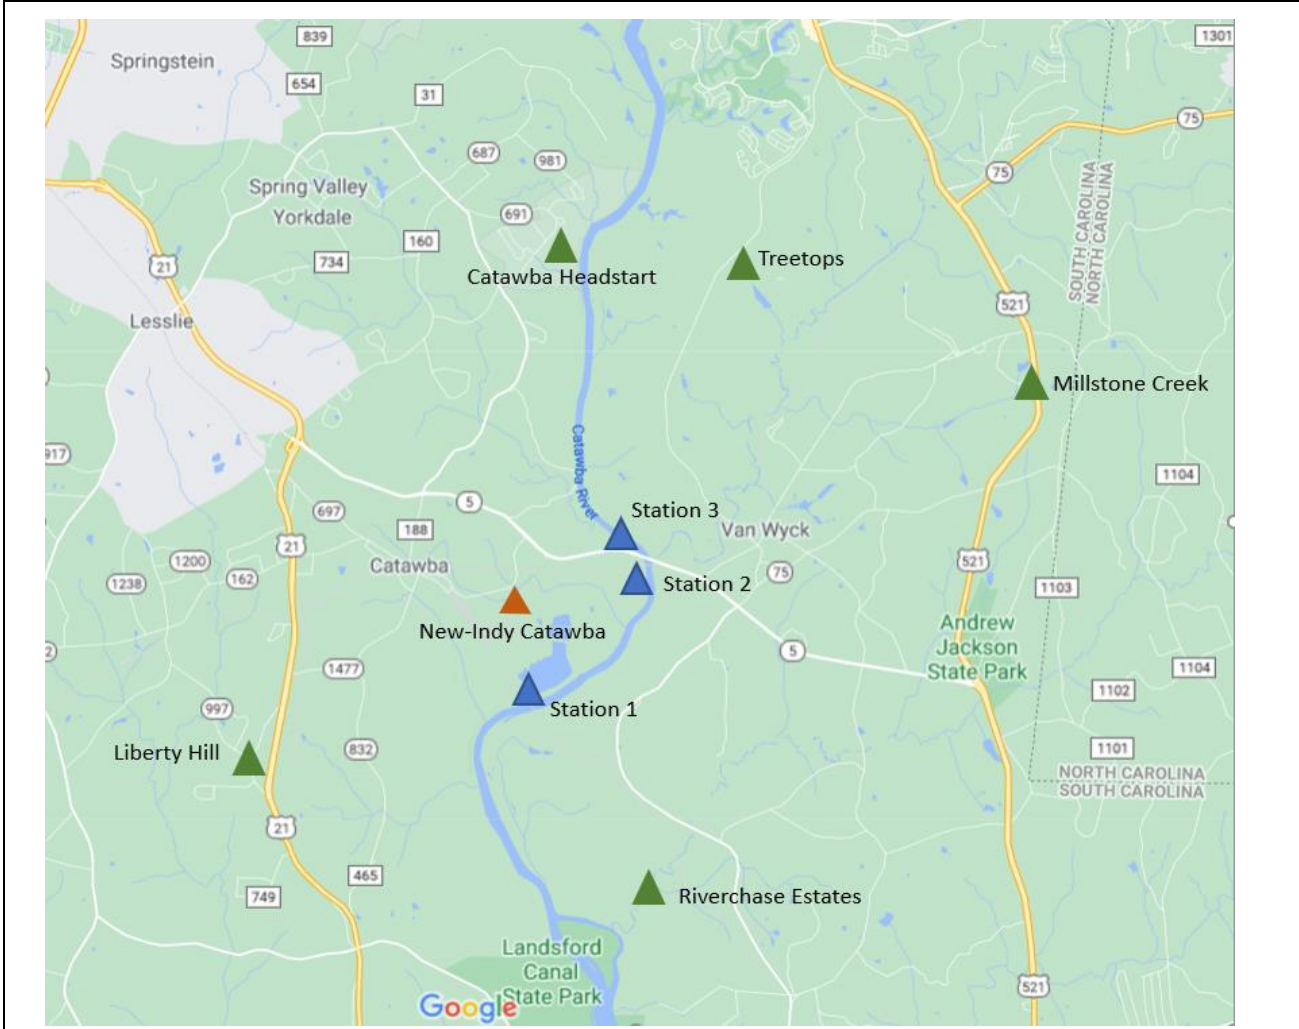 839
1301
Springstein
654
31
75
687
981
75
Spring Valley
Yorkdale
691
160
734
21
SOUTH CAROLINA
NORTH CAROLINA
Treetops
Catawba Headstart
521
Lesslie
Millstone Creek
Catawba River
917
1104
5
697
188
Station 3
Van Wyck
21
1200
1238
162
Catawba
75
521
Station 2
1103
New-Indy Catawba
Andrew
Jackson
State Park
2
5
1477
1104
1102
997
Station 1
Liberty Hill
832
1101
NORTH CAROLINA
SOUTH CAROLINA
21
465
749
Riverchase Estates
Landsford
Canal
State Park
Google
521